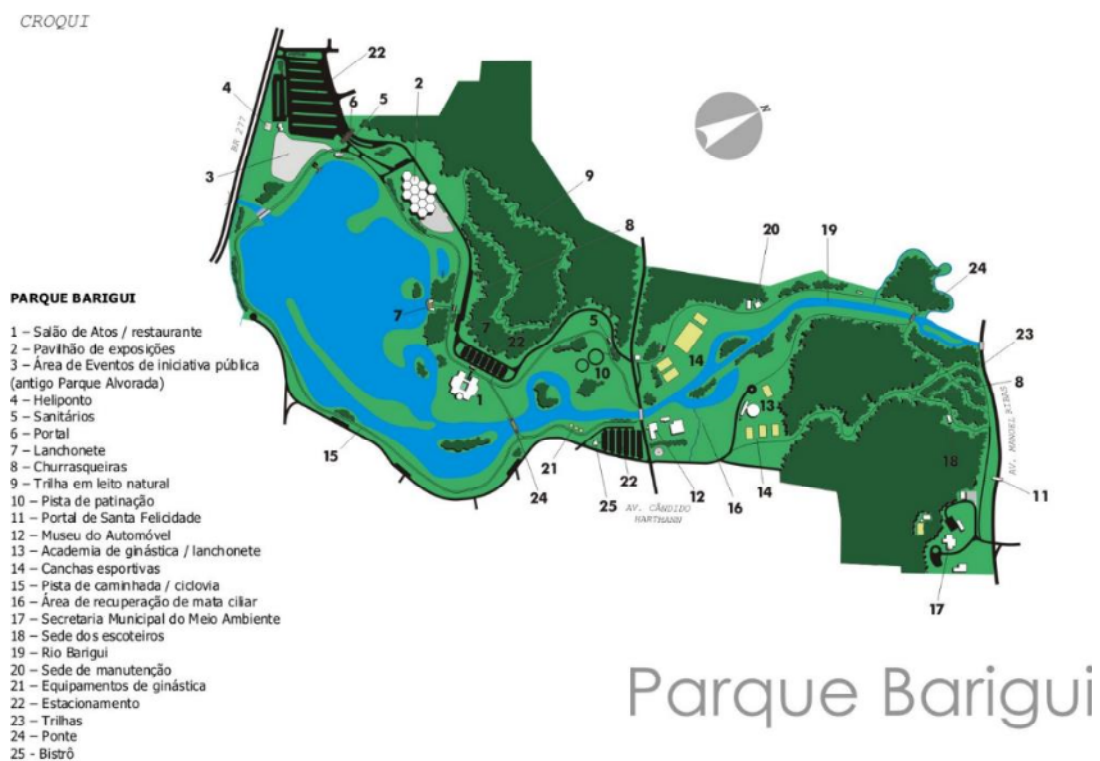 CROQUI
22
4
2
6
5
BR 277
N
3
9
8
20
19
24
7
7
22
5
10
14
23
8
1
13
AV. MANOEL RIBAS
18
15
21
24
25
22
AV. CÂNDIDO
HARTMANN
12
16
14
11
17
PARQUE BARIGUI
1 – Salão de Atos / restaurante
2 – Pavilhão de exposições
3 – Área de Eventos de iniciativa pública
(antigo Parque Alvorada)
4 – Heliponto
5 – Sanitários
6 – Portal
7 – Lanchonete
8 – Churrasqueiras
9 – Trilha em leito natural
10 – Pista de patinação
11 – Portal de Santa Felicidade
12 – Museu do Automóvel
13 – Academia de ginástica / lanchonete
14 – Canchas esportivas
15 – Pista de caminhada / ciclovia
16 – Área de recuperação de mata ciliar
17 – Secretaria Municipal do Meio Ambiente
18 – Sede dos escoteiros
19 – Rio Barigui
20 – Sede de manutenção
21 – Equipamentos de ginástica
22 – Estacionamento
23 – Trilhas
24 – Ponte
25 - Bistrô
Parque Barigui